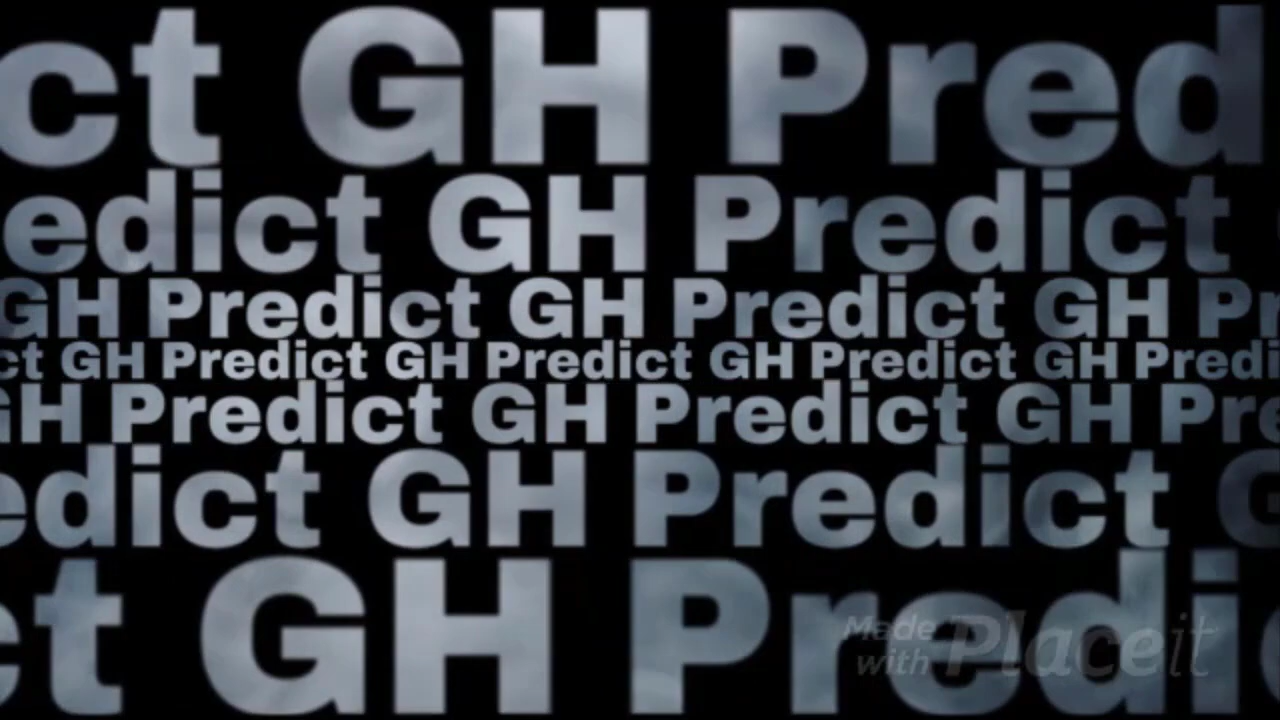 ct GH Pred
edict GH Predict
GH Predict GH Predict GH Pr
ct GH Predict GH Predict GH Predict GH Predi
GH Predict GH Predict GH Pre
edict GH Predict G
ct GH Predi
Made
with Placeit